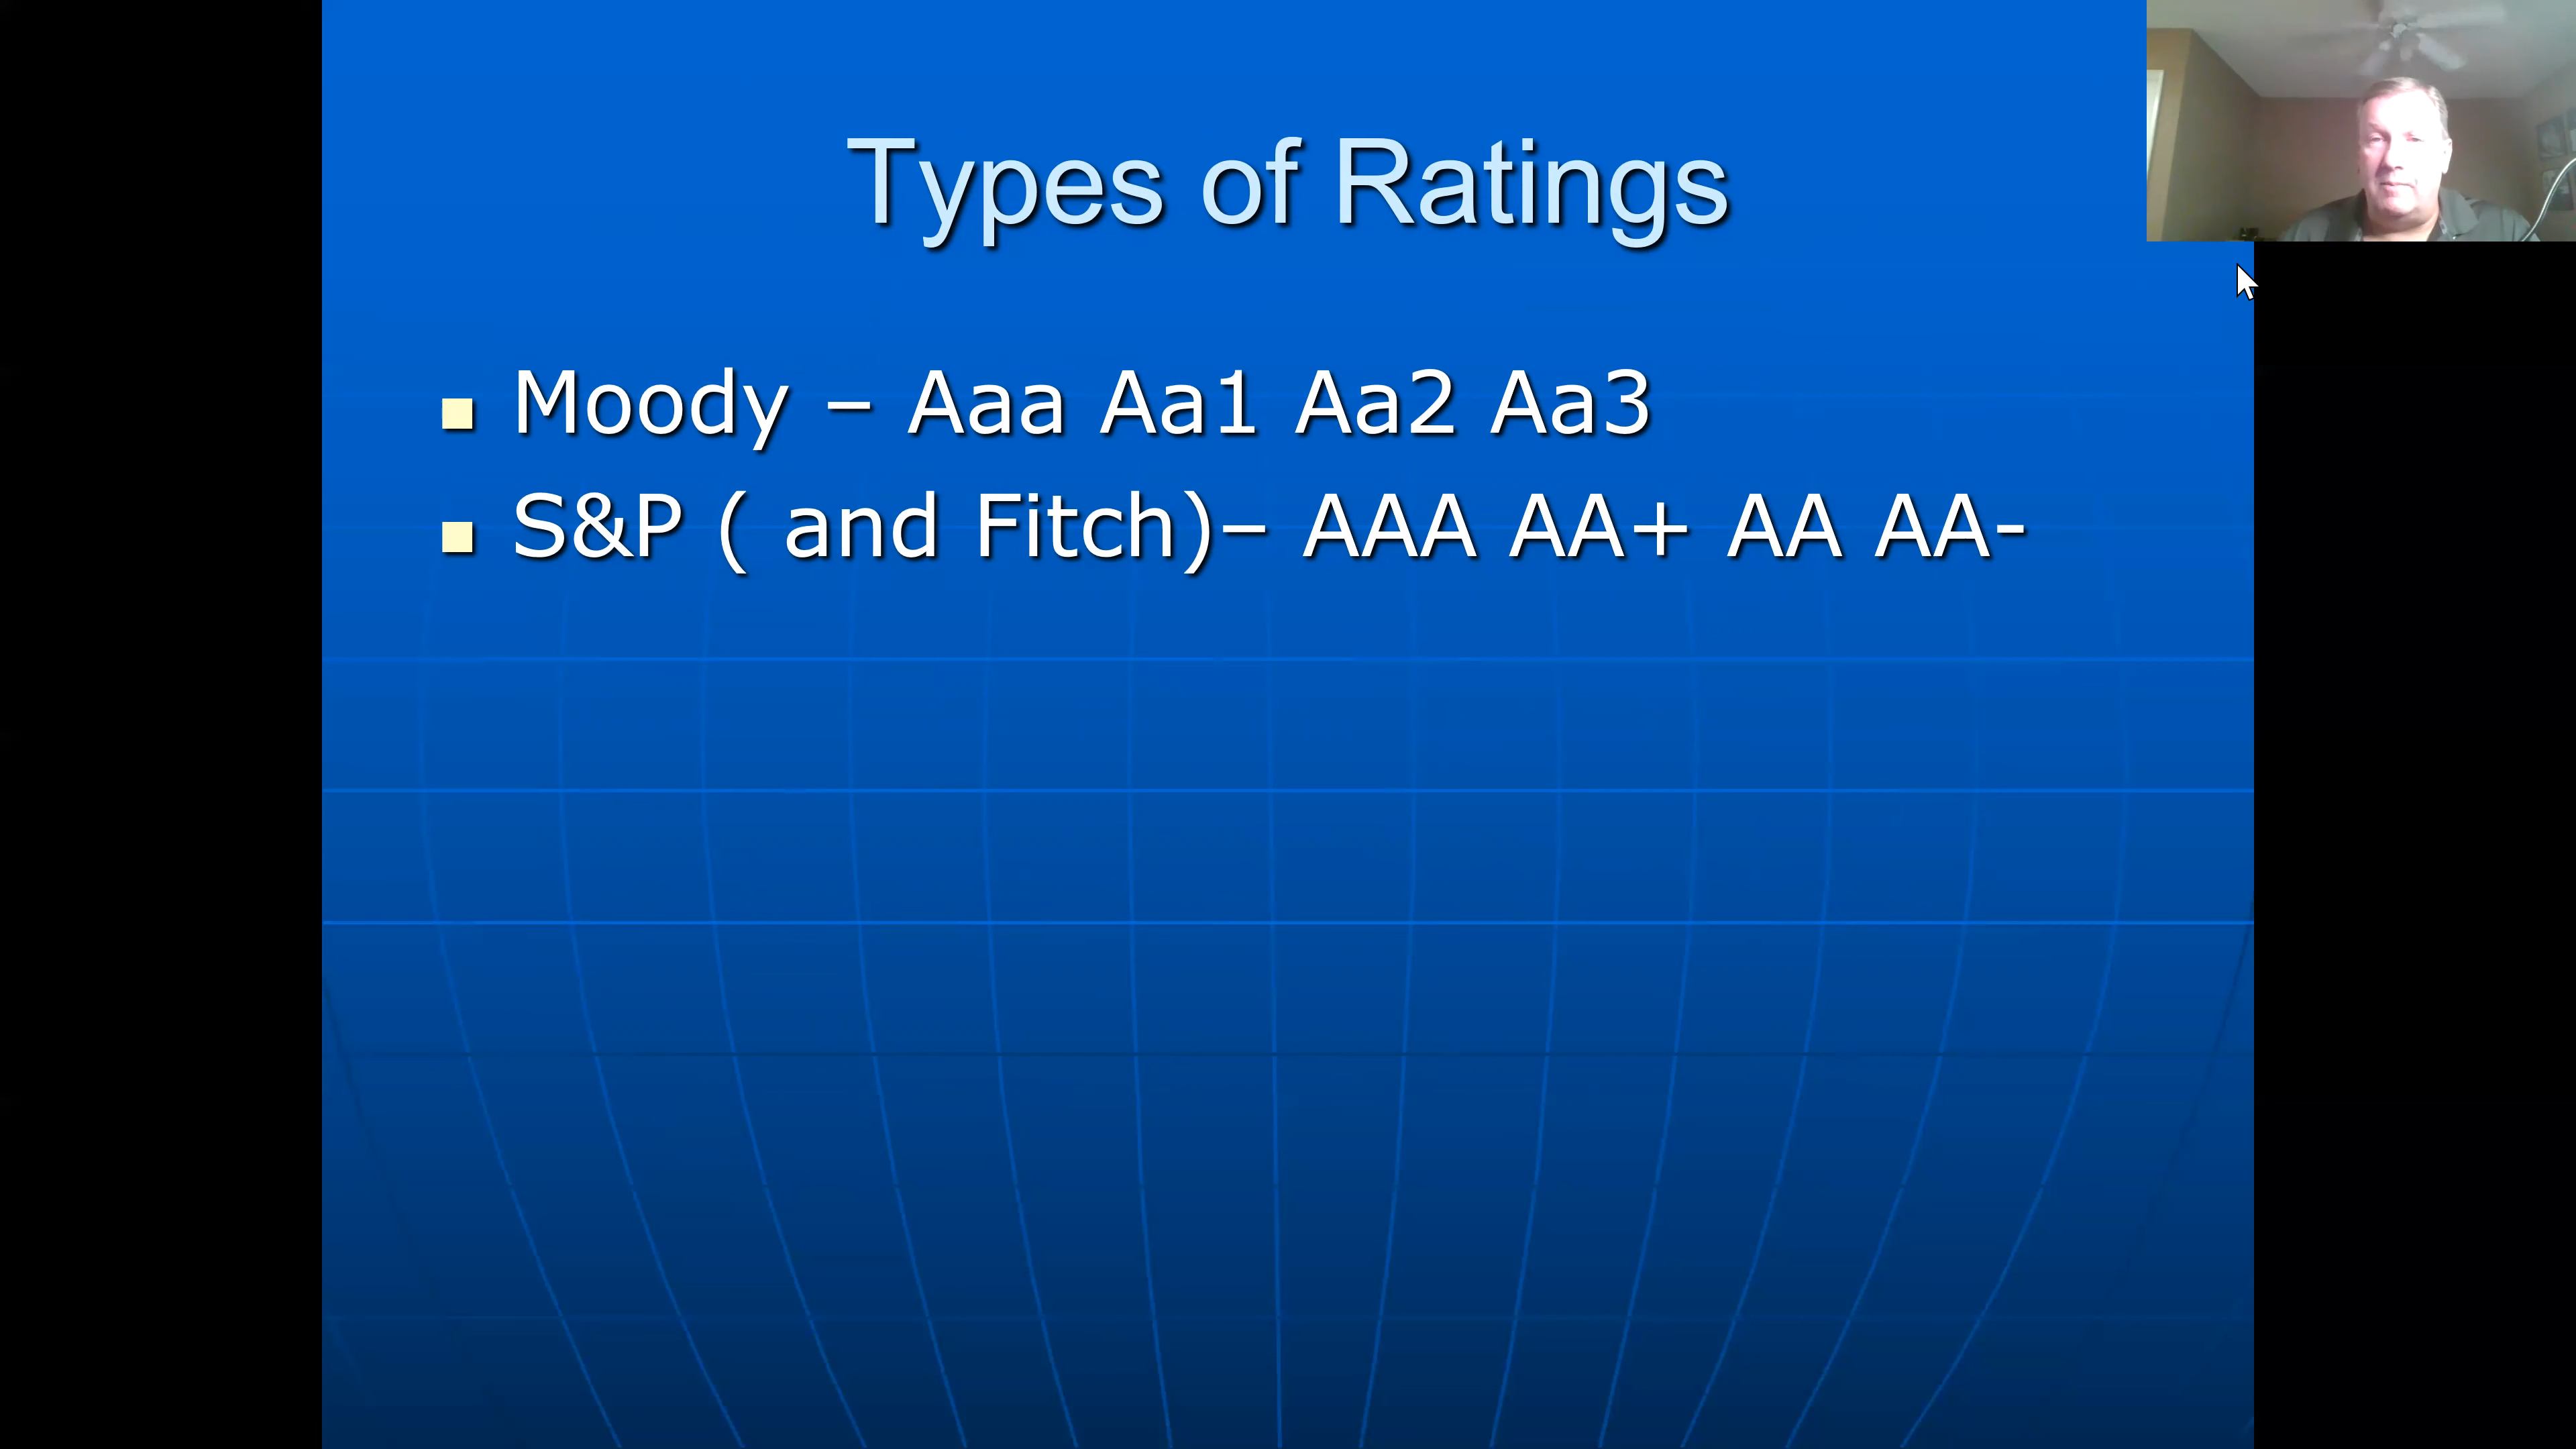 Types of Ratings
Moody – Aaa Aa1 Aa2 Aa3
S&P ( and Fitch)– AAA AA+ AA AA-